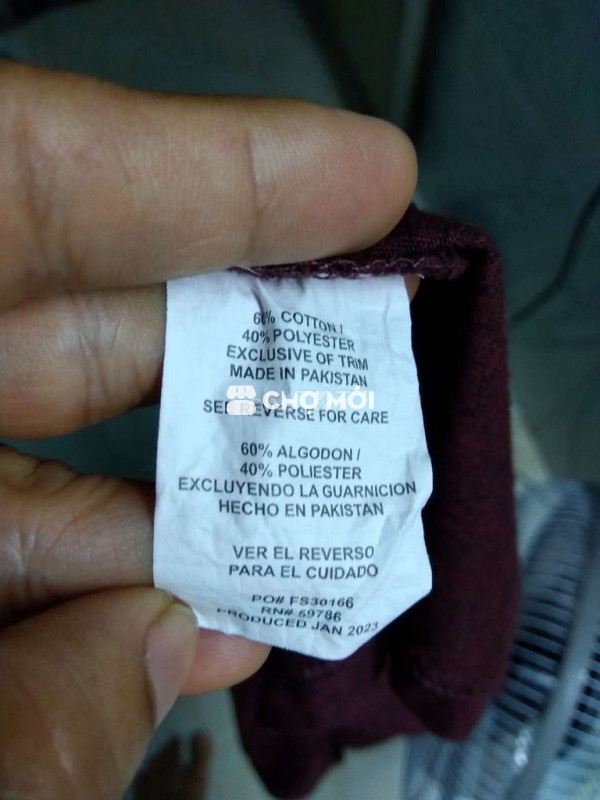 60% COTTON /
40% POLYESTER
EXCLUSIVE OF TRIM
MADE IN PAKISTAN
CHỢ MỚI
SEE REVERSE FOR CARE
60% ALGODON /
40% POLIESTER
EXCLUYENDO LA GUARNICION
HECHO EN PAKISTAN
VER EL REVERSO
PARA EL CUIDADO
PO# FS30166
RN# 59786
PRODUCED JAN 2023